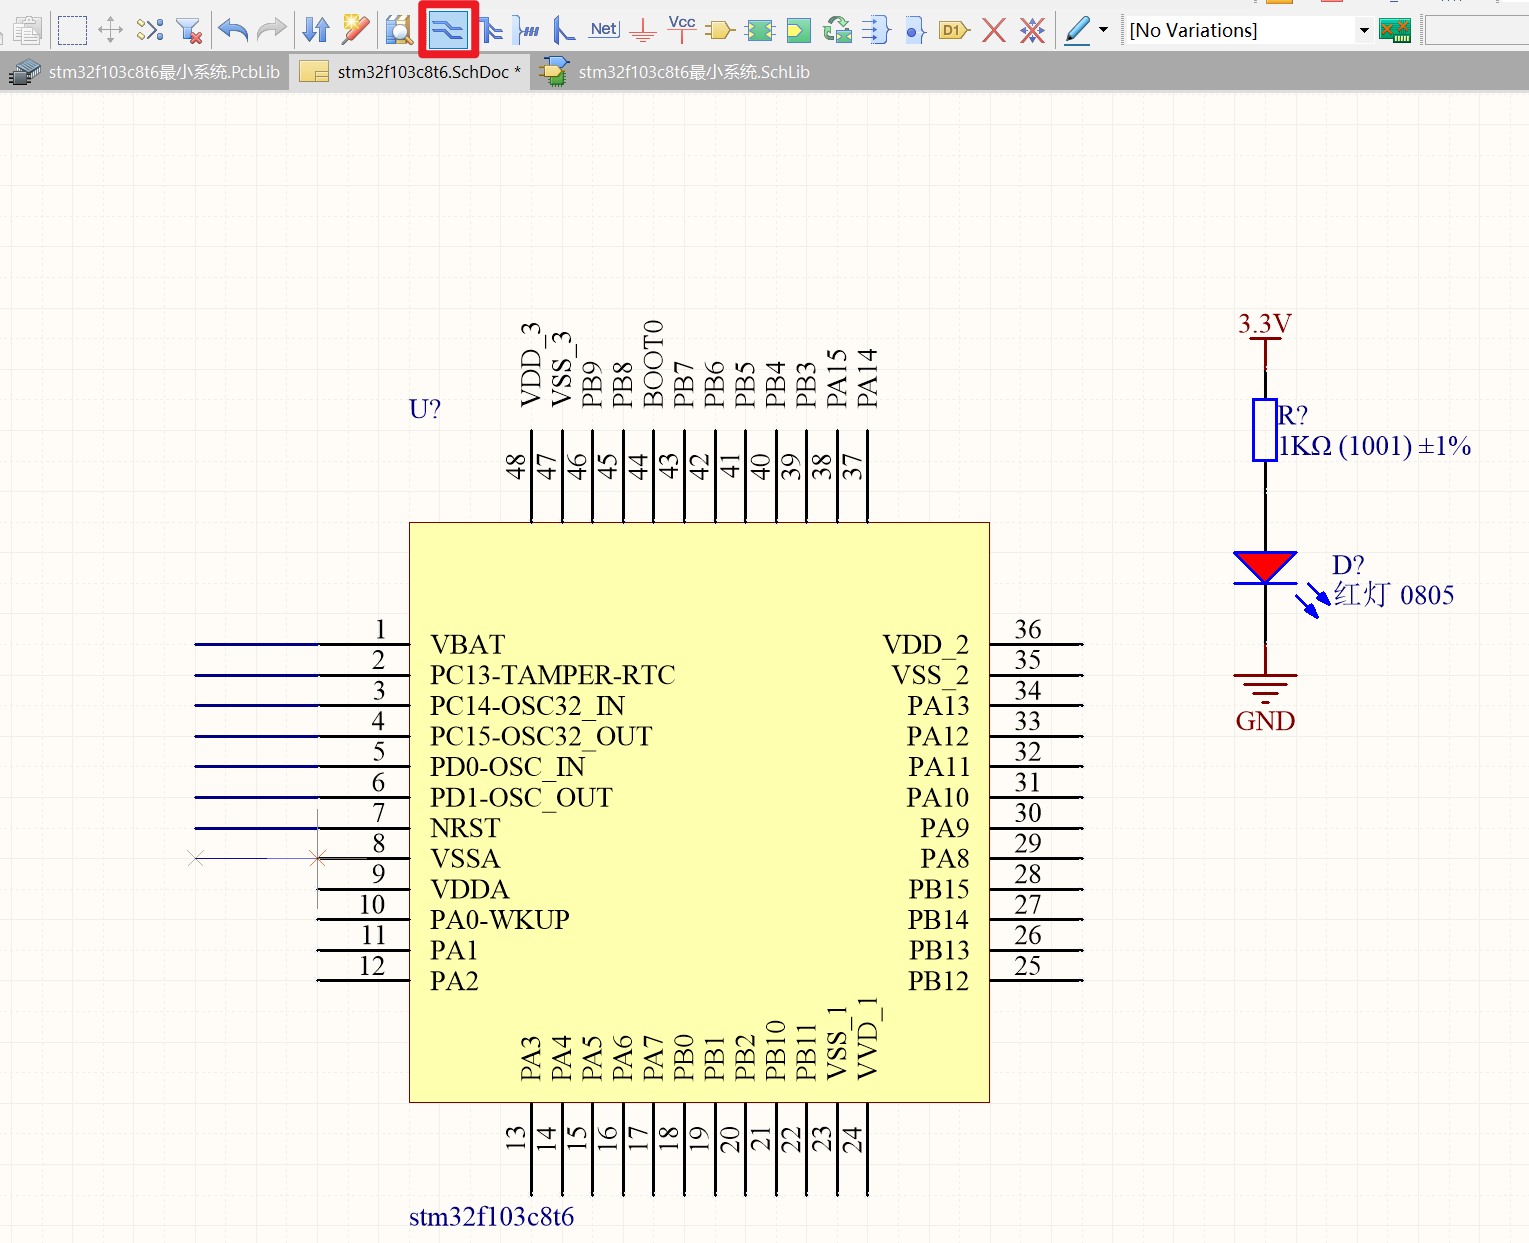 Net
Vcc
D1
[No Variations]
stm32f103c8t6最小系统.PcbLib
stm32f103c8t6.SchDoc *
stm32f103c8t6最小系统.SchLib
U?
VDD_3
VSS_3
PB9
PB8
BOOT0
PB7
PB6
PB5
PB4
PB3
PA15
PA14
48
47
46
45
44
43
42
41
40
39
38
37
1 VBAT
2 PC13-TAMPER-RTC
3 PC14-OSC32_IN
4 PC15-OSC32_OUT
5 PD0-OSC_IN
6 PD1-OSC_OUT
7 NRST
8 VSSA
9 VDDA
10 PA0-WKUP
11 PA1
12 PA2
VDD_2 36
VSS_2 35
PA13 34
PA12 33
PA11 32
PA10 31
PA9 30
PA8 29
PB15 28
PB14 27
PB13 26
PB12 25
PA3
PA4
PA5
PA6
PA7
PB0
PB1
PB2
PB10
PB11
VSS_1
VVD_1
13
14
15
16
17
18
19
20
21
22
23
24
stm32f103c8t6
3.3V
R?
1KΩ (1001) ±1%
D?
红灯 0805
GND